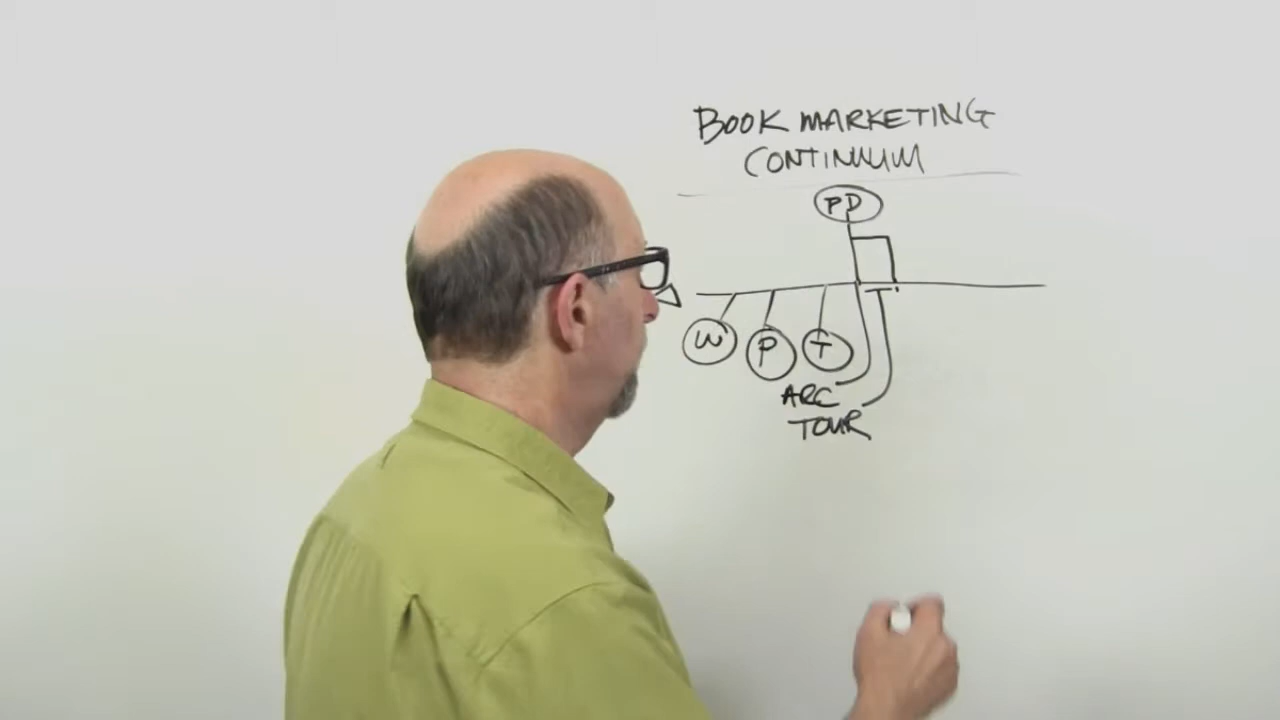 BOOK MARKETING
CONTINUUM
PD
W P T
ARC
TOUR